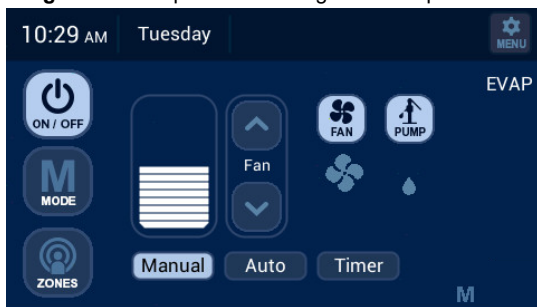 10:29 AM Tuesday
MENU
EVAP
ON / OFF
FAN PUMP
M
MODE
Fan
ZONES
Manual Auto Timer
M